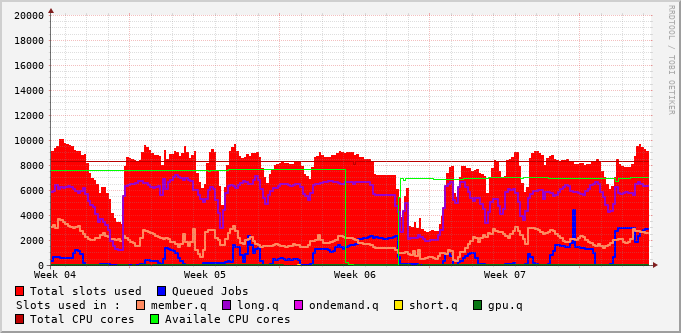 20000
18000
16000
14000
12000
10000
8000
6000
4000
2000
0
Week 04 Week 05 Week 06 Week 07
RRDTOOL / TOBI OETIKER
Total slots used Queued Jobs
Slots used in : member.q long.q ondemand.q short.q gpu.q
Total CPU cores Availale CPU cores